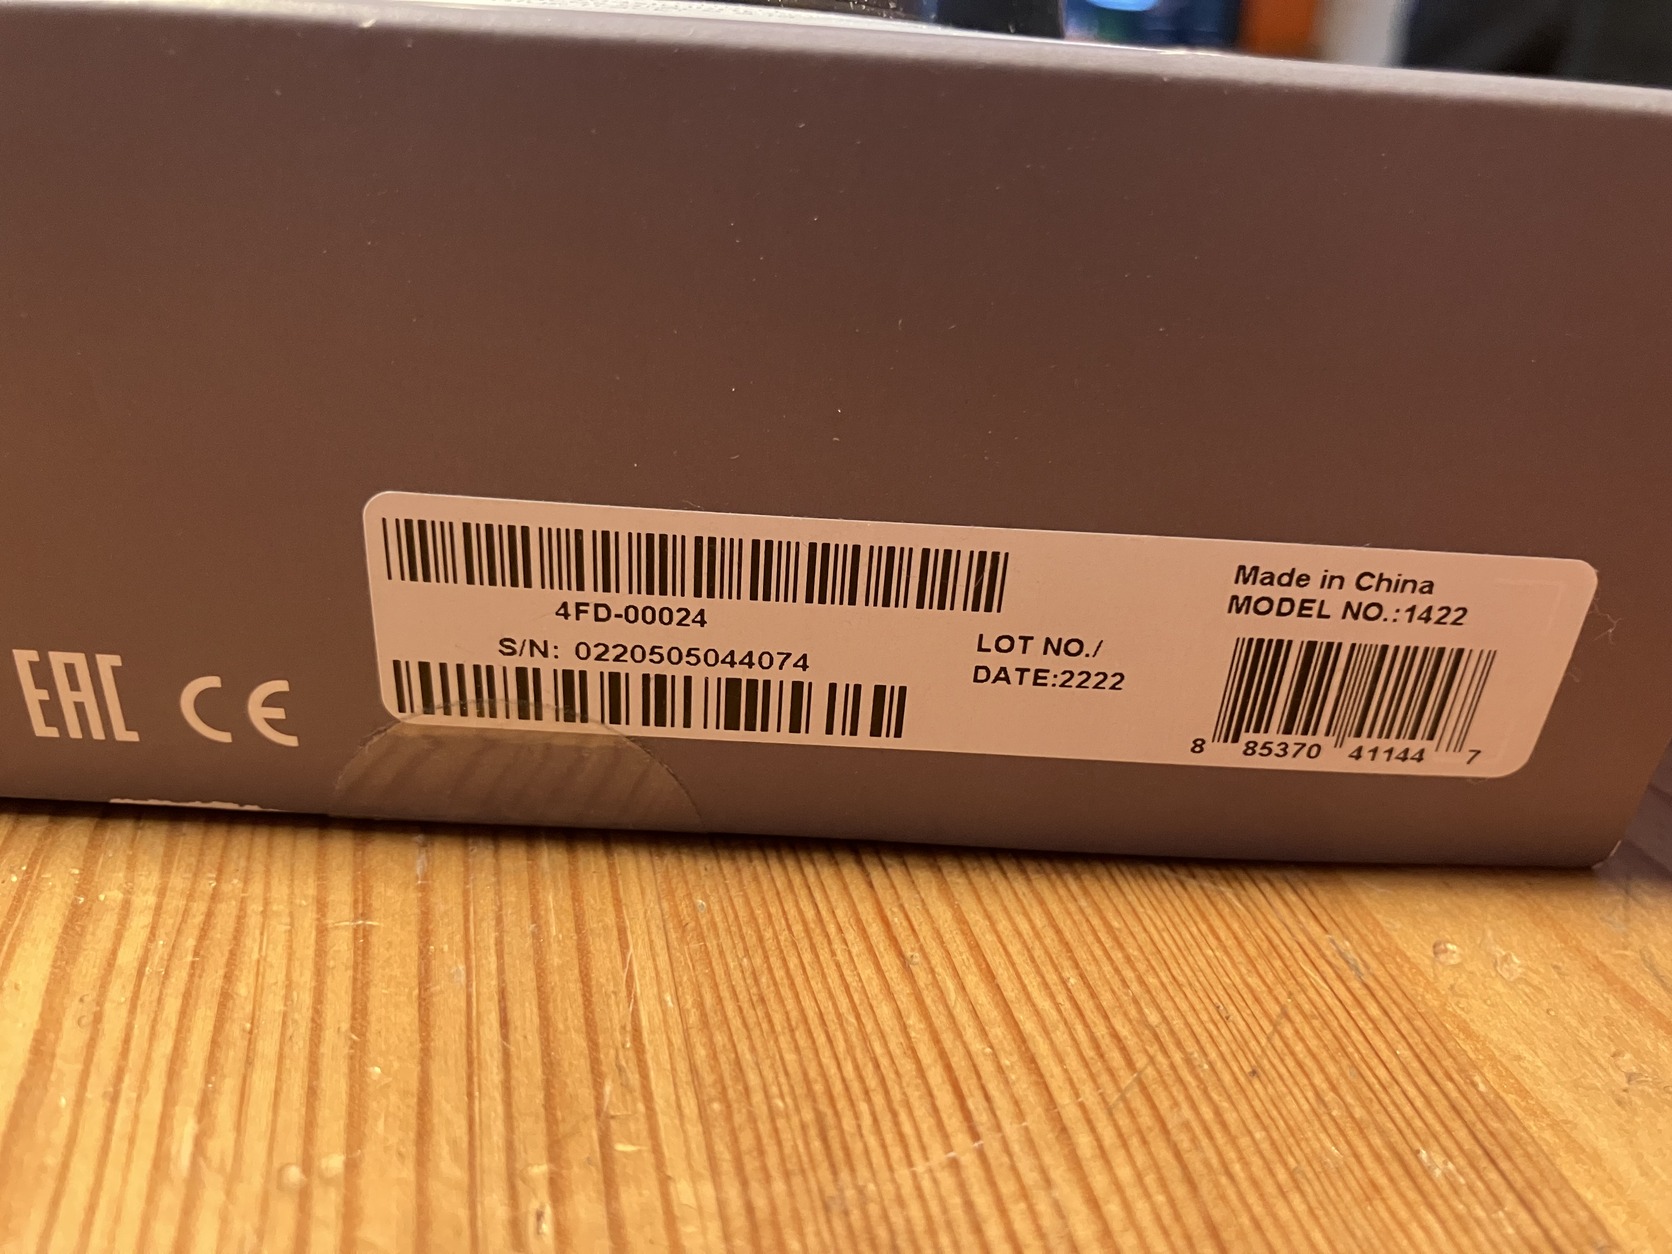 4FD-00024
S/N: 0220505044074
LOT NO./
DATE:2222
Made in China
MODEL NO.:1422
8 85370 41144 7
EAC CE